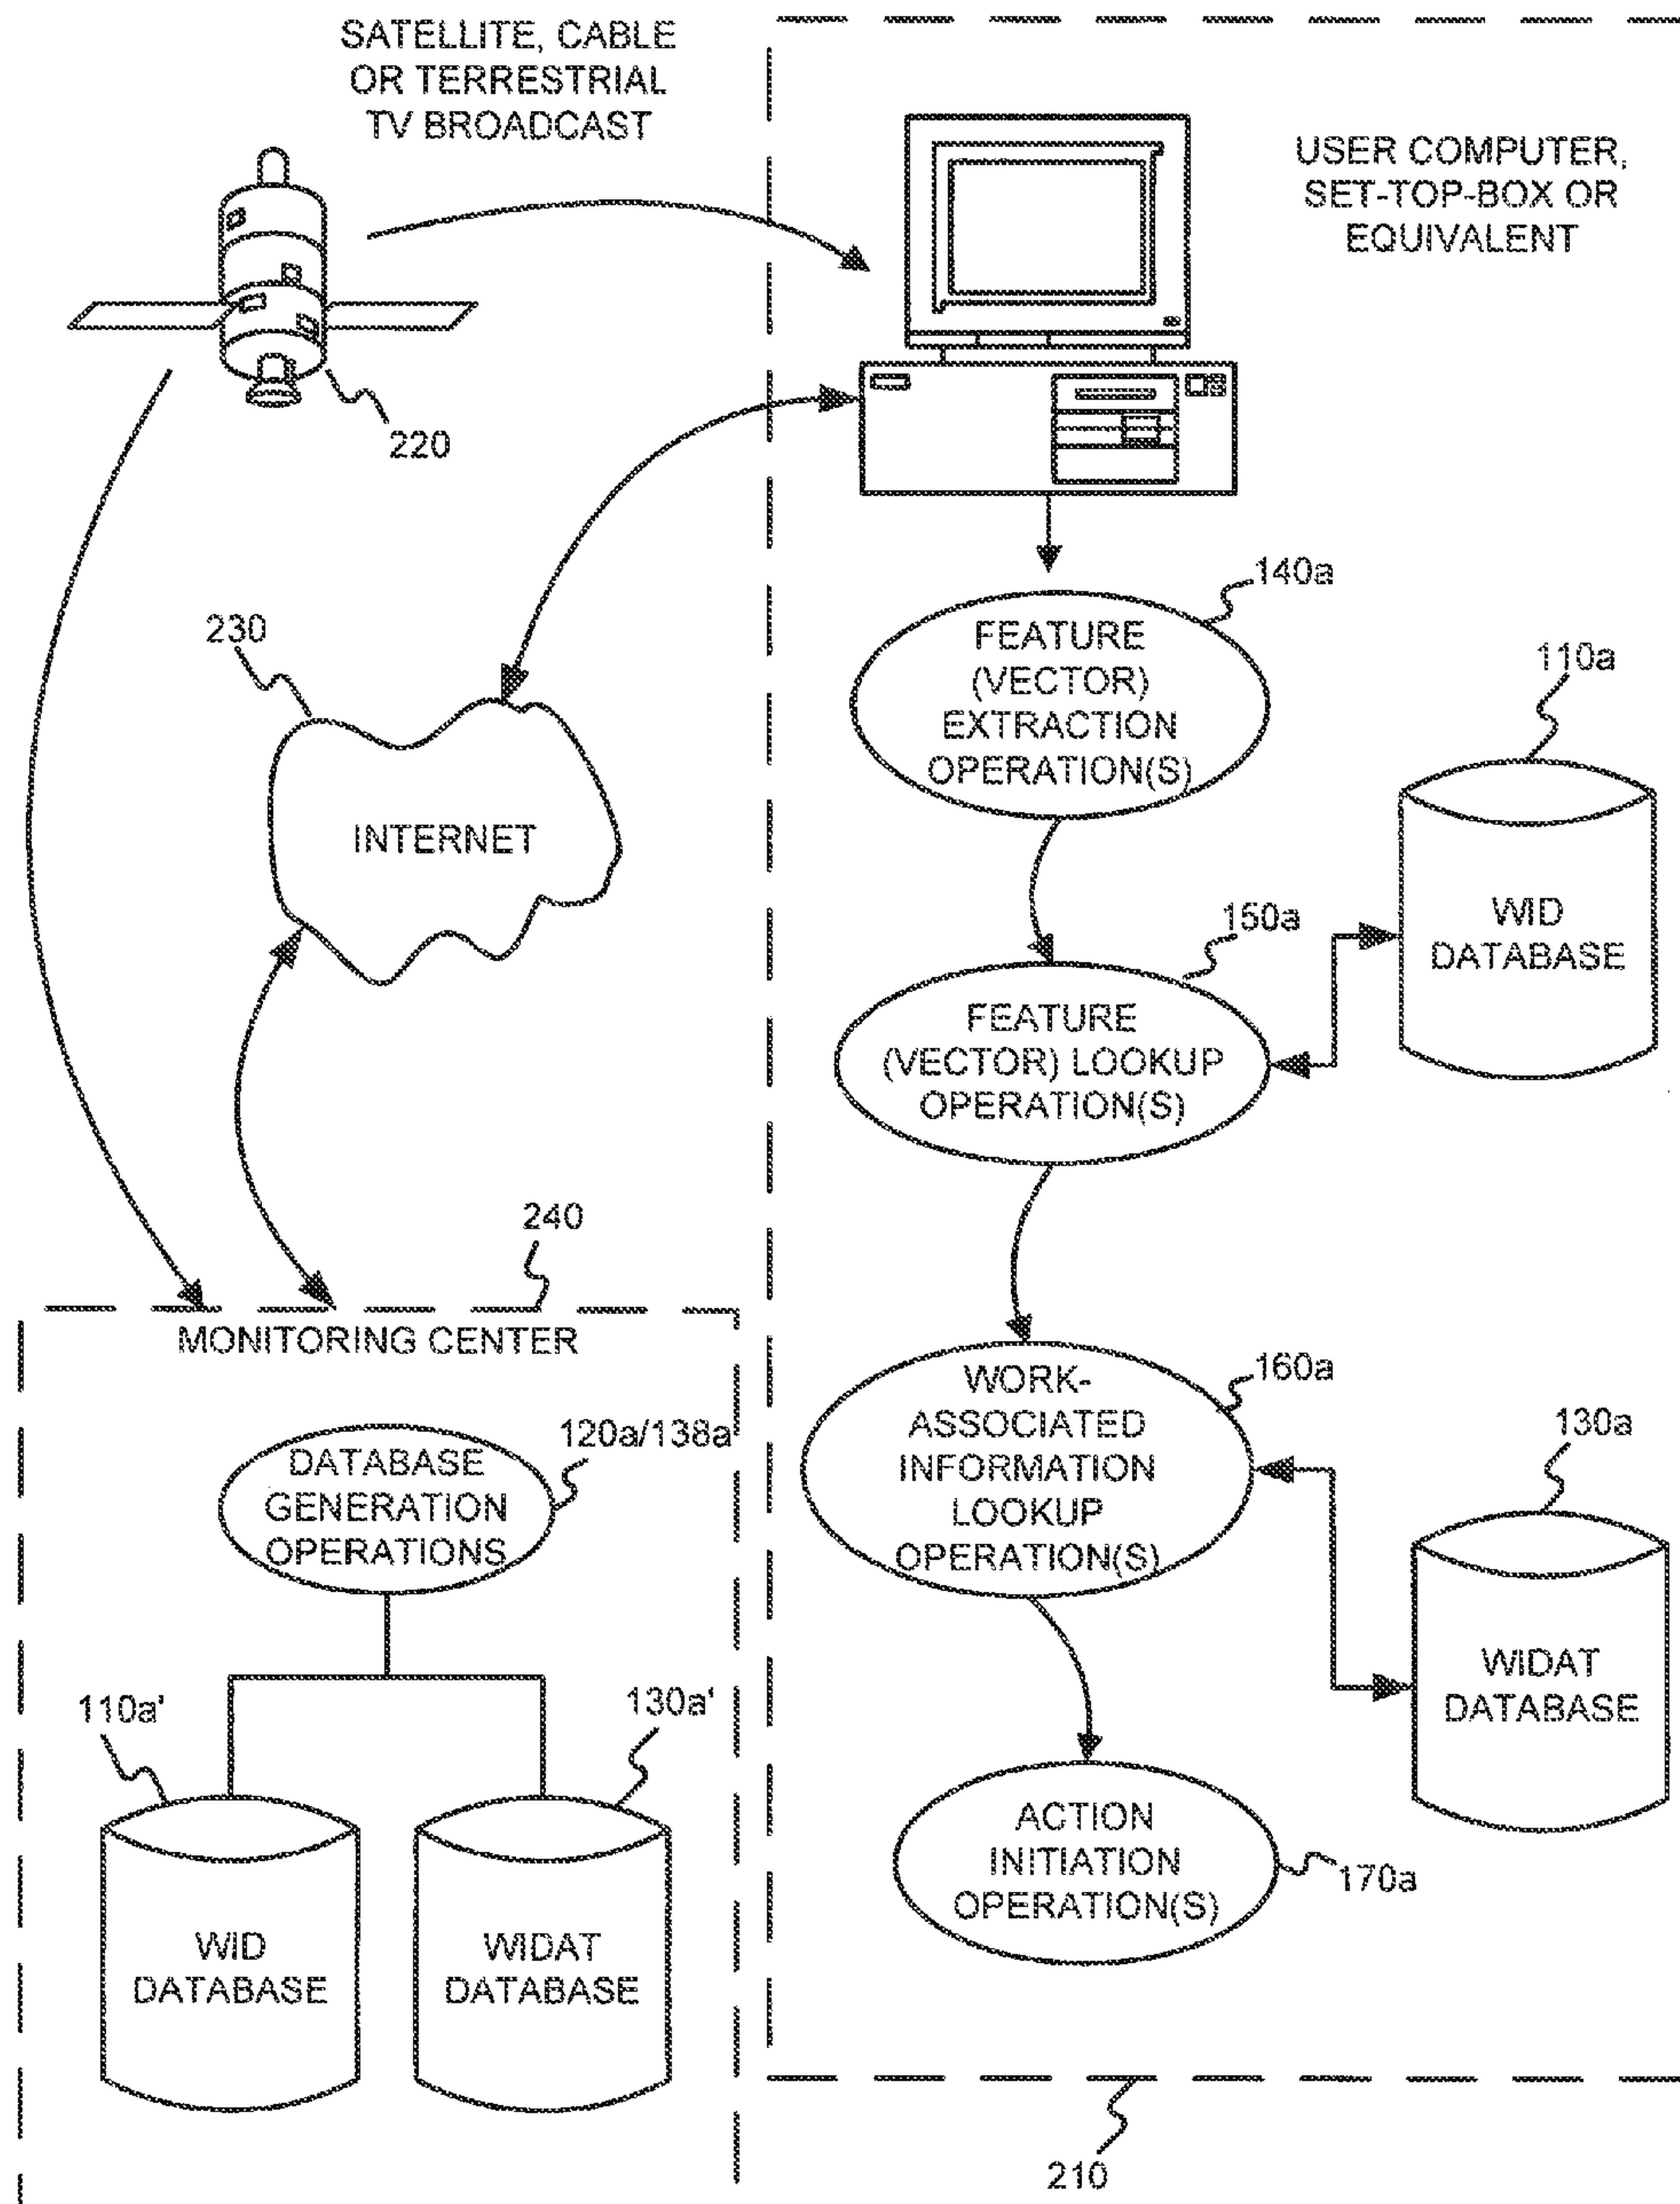 SATELLITE, CABLE
OR TERRESTRIAL
TV BROADCAST
USER COMPUTER,
SET-TOP-BOX OR
EQUIVALENT
220
140a
FEATURE
(VECTOR)
EXTRACTION
OPERATION(S)
230
INTERNET
110a
WID
DATABASE
150a
FEATURE
(VECTOR) LOOKUP
OPERATION(S)
240
MONITORING CENTER
160a
WORK-
ASSOCIATED
INFORMATION
LOOKUP
OPERATION(S)
120a/138a
DATABASE
GENERATION
OPERATIONS
130a
WIDAT
DATABASE
110a'
130a'
WID
DATABASE
WIDAT
DATABASE
ACTION
INITIATION
OPERATION(S)
170a
210